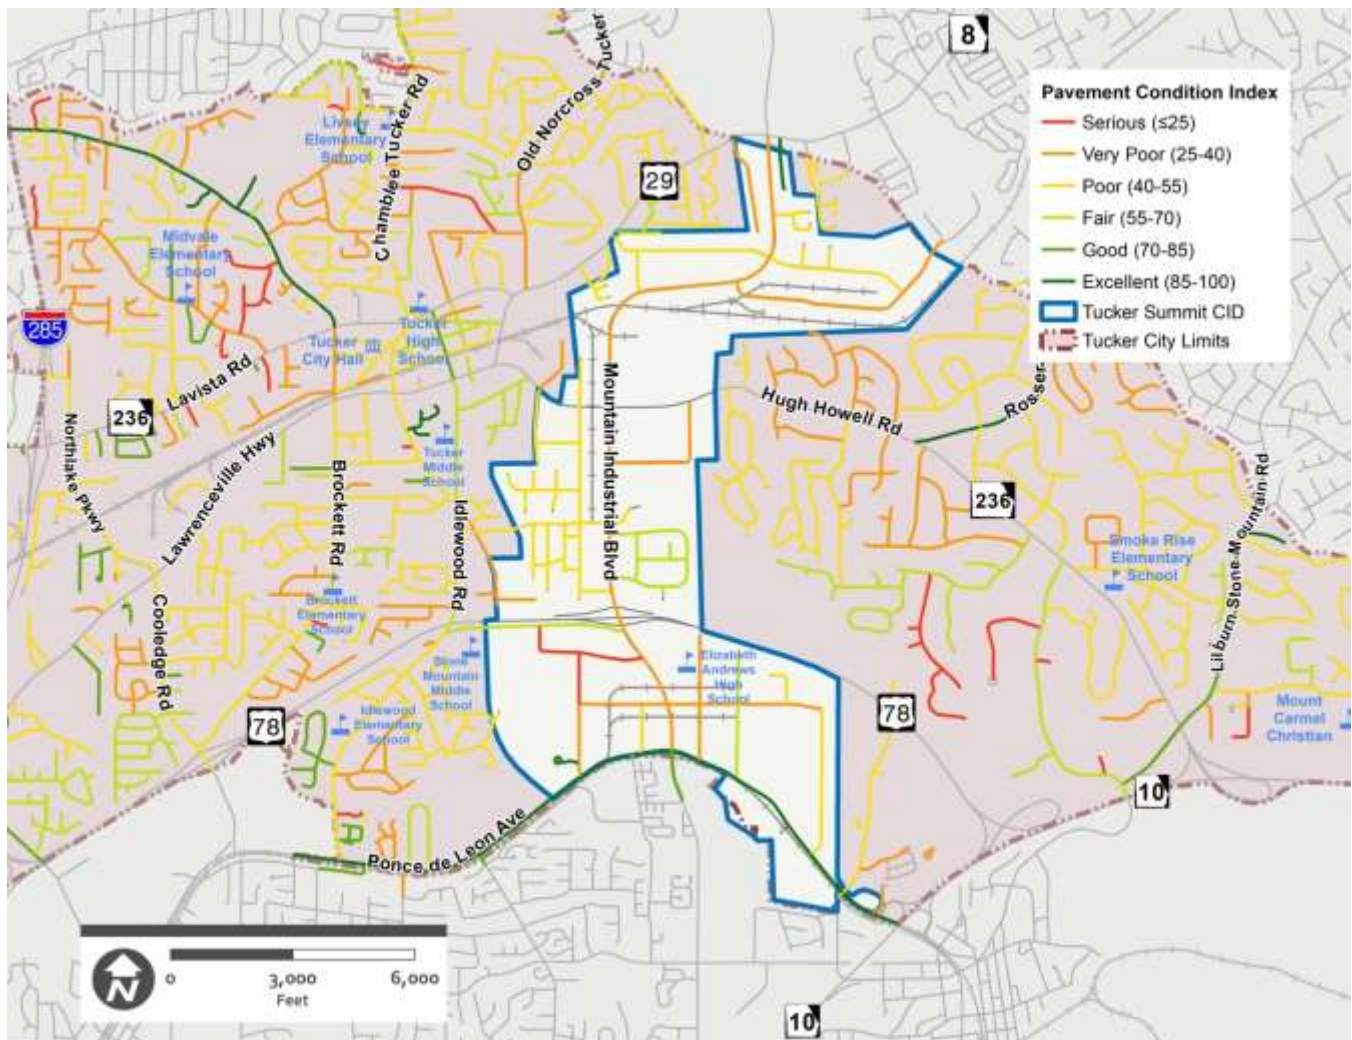 8
Pavement Condition Index
Serious (≤25)
Very Poor (25-40)
Poor (40-55)
Fair (55-70)
Good (70-85)
Excellent (85-100)
Tucker Summit CID
Tucker City Limits
Old Norcross Tucker
Chamblee Tucker Rd
Livsey
Elementary
School
29
Midvale
Elementary
School
285
Tucker
City Hall
Tucker
High
School
Lavista Rd
236
Northlake Pkwy
Lawrenceville Hwy
Brockett Rd
Tucker
Middle
School
Idlewood Rd
Mountain Industrial Blvd
Hugh Howell Rd
Rosser
236
Smoke Rise
Elementary
School
Lilburn Stone Mountain Rd
Brockett
Elementary
School
Cooledge Rd
Stone
Mountain
Middle
School
Elizabeth
Andrews
High
School
78
Idlewood
Elementary
School
78
Mount
Carmel
Christian
10
Ponce de Leon Ave
N
0
3,000
6,000
Feet
10